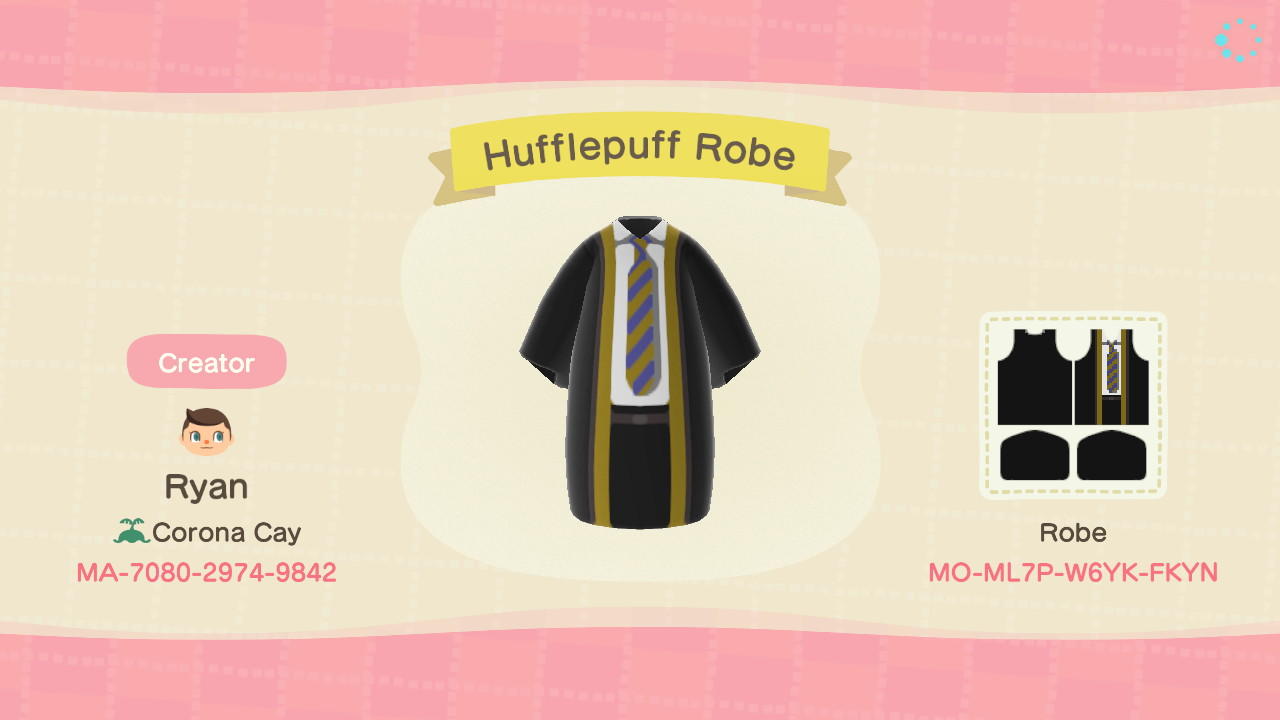 Hufflepuff Robe
Creator
Ryan
Corona Cay
MA-7080-2974-9842
Robe
MO-ML7P-W6YK-FKYN